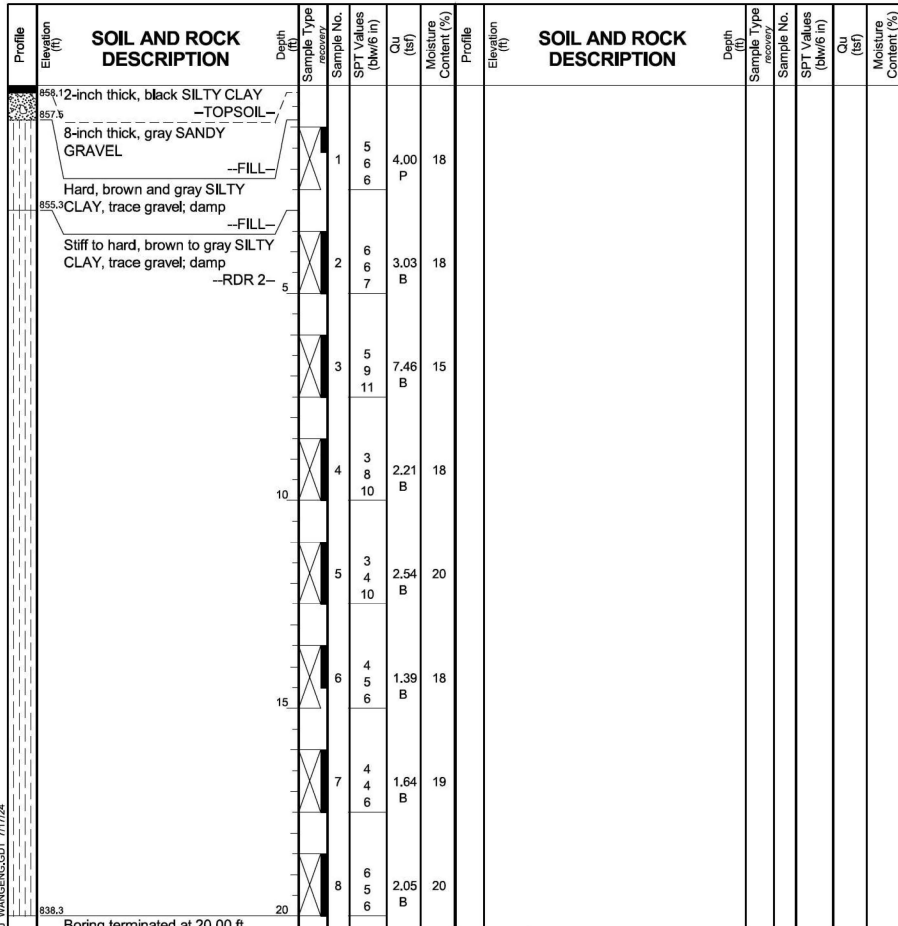 Profile
Elevation
(ft)
SOIL AND ROCK
DESCRIPTION
Depth
(ft)
Sample Type
recovery
Sample No.
SPT Values
(blw/6 in)
Qu
(tsf)
Moisture
Content (%)
Profile
Elevation
(ft)
SOIL AND ROCK
DESCRIPTION
Depth
(ft)
Sample Type
recovery
Sample No.
SPT Values
(blw/6 in)
Qu
(tsf)
Moisture
Content (%)
858.1 2-inch thick, black SILTY CLAY
--TOPSOIL--
857.5
8-inch thick, gray SANDY
GRAVEL
--FILL--
1
5
6
6
4.00
P
18
Hard, brown and gray SILTY
855.3 CLAY, trace gravel; damp
--FILL--
Stiff to hard, brown to gray SILTY
CLAY, trace gravel; damp
--RDR 2--
5
2
6
6
7
3.03
B
18
3
5
9
11
7.46
B
15
10
4
3
8
10
2.21
B
18
5
3
4
10
2.54
B
20
15
6
4
5
6
1.39
B
18
7
4
4
6
1.64
B
19
8
6
5
6
2.05
B
20
838.3
20
Boring terminated at 20.00 ft
WANGENG.GDT 7/17/24